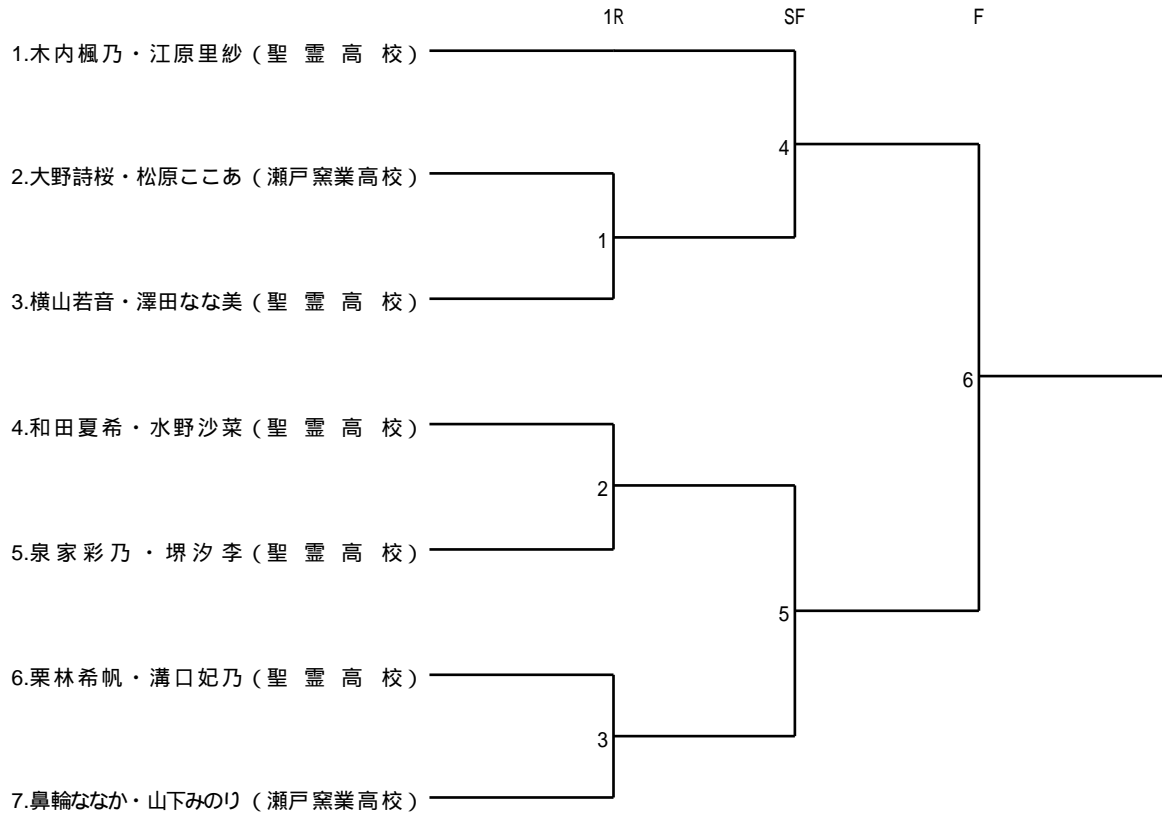 1R SF F
1.木内楓乃・江原里紗(聖霊高校)
4
2.大野詩桜・松原ここあ(瀬戸窯業高校)
1
3.横山若音・澤田なな美(聖霊高校)
6
4.和田夏希・水野沙菜(聖霊高校)
2
5.泉家彩乃・堺汐李(聖霊高校)
5
6.栗林希帆・溝口妃乃(聖霊高校)
3
7.鼻輪ななか・山下みのり(瀬戸窯業高校)